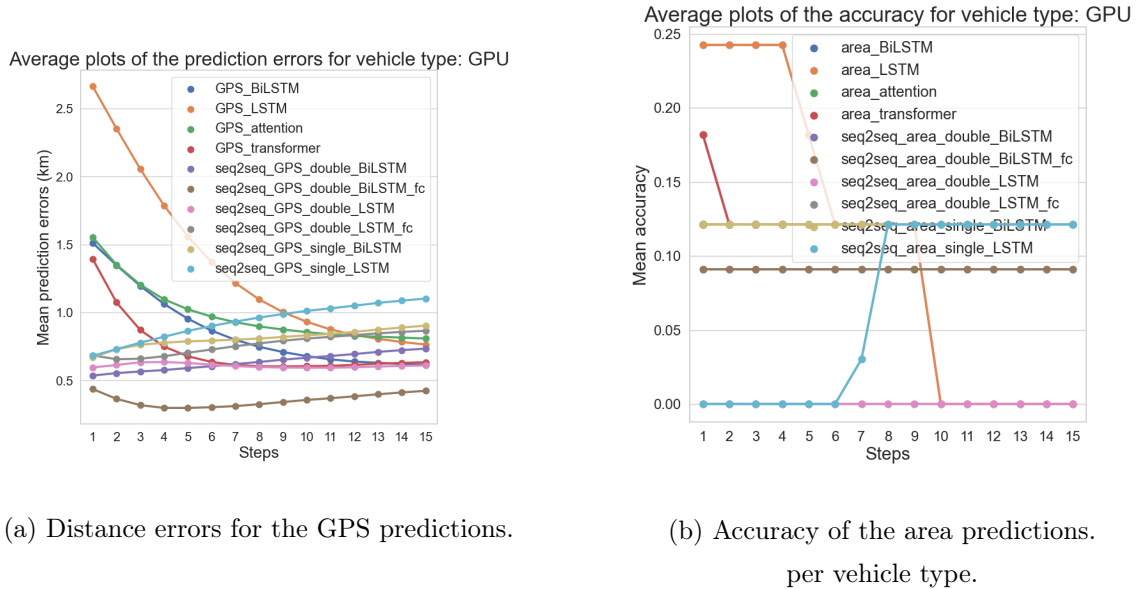 Average plots of the prediction errors for vehicle type: GPU
Mean prediction errors (km)
2.5
2.0
1.5
1.0
0.5
GPS_BiLSTM
GPS_LSTM
GPS_attention
GPS_transformer
seq2seq_GPS_double_BiLSTM
seq2seq_GPS_double_BiLSTM_fc
seq2seq_GPS_double_LSTM
seq2seq_GPS_double_LSTM_fc
seq2seq_GPS_single_BiLSTM
seq2seq_GPS_single_LSTM
1 2 3 4 5 6 7 8 9 10 11 12 13 14 15
Steps
(a) Distance errors for the GPS predictions.
Average plots of the accuracy for vehicle type: GPU
Mean accuracy
0.25
0.20
0.15
0.10
0.05
0.00
area_BiLSTM
area_LSTM
area_attention
area_transformer
seq2seq_area_double_BiLSTM
seq2seq_area_double_BiLSTM_fc
seq2seq_area_double_LSTM
seq2seq_area_double_LSTM_fc
seq2seq_area_single_BiLSTM
seq2seq_area_single_LSTM
1 2 3 4 5 6 7 8 9 10 11 12 13 14 15
Steps
(b) Accuracy of the area predictions.
per vehicle type.